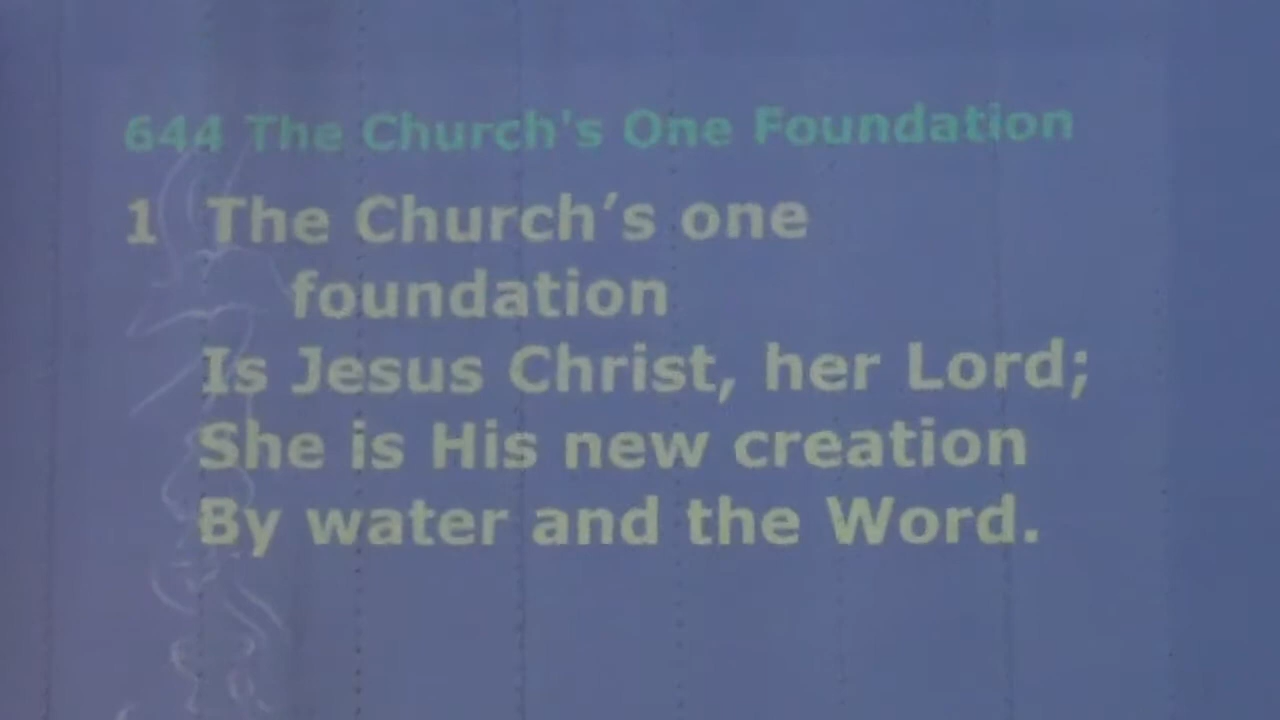 644 The Church's One Foundation
1 The Church’s one
foundation
Is Jesus Christ, her Lord;
She is His new creation
By water and the Word.